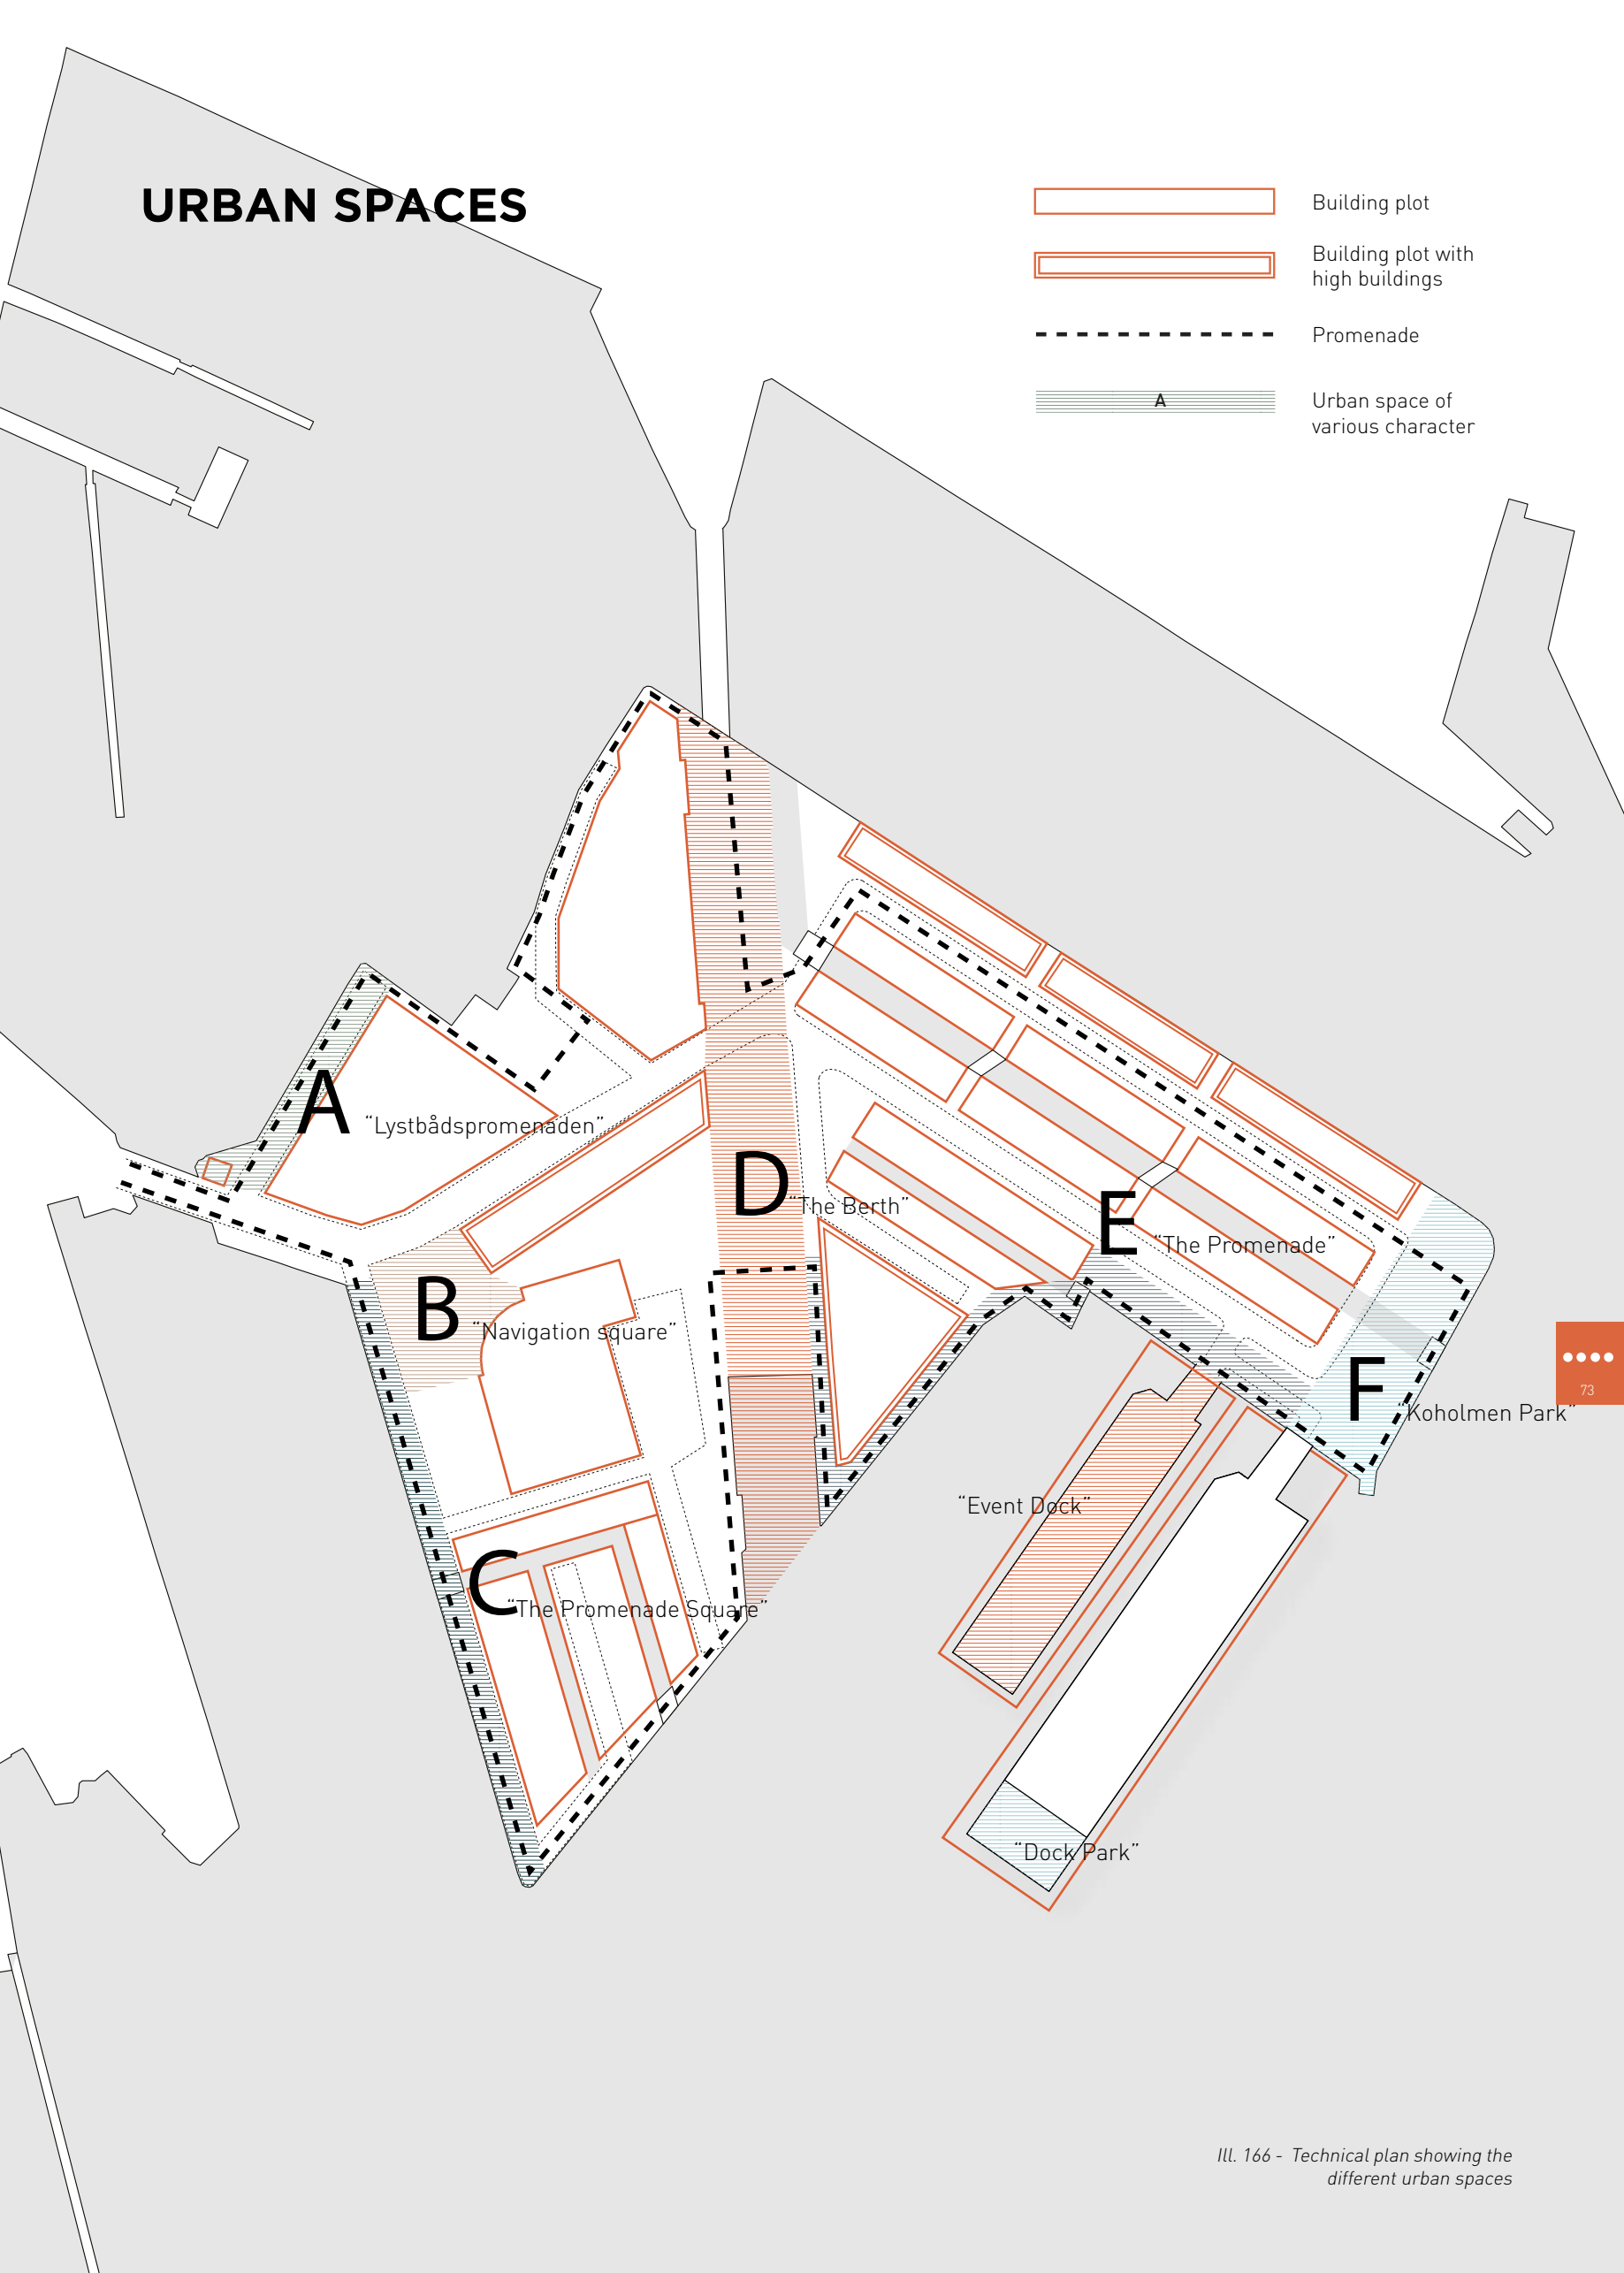 URBAN SPACES
Building plot
Building plot with
high buildings
Promenade
A
Urban space of
various character
A
“Lystbådspromenaden”
D
“The Berth”
E
“The Promenade”
B
“Navigation square”
F
“Koholmen Park”
73
“Event Dock”
C
“The Promenade Square”
“Dock Park”
Ill. 166 - Technical plan showing the
different urban spaces